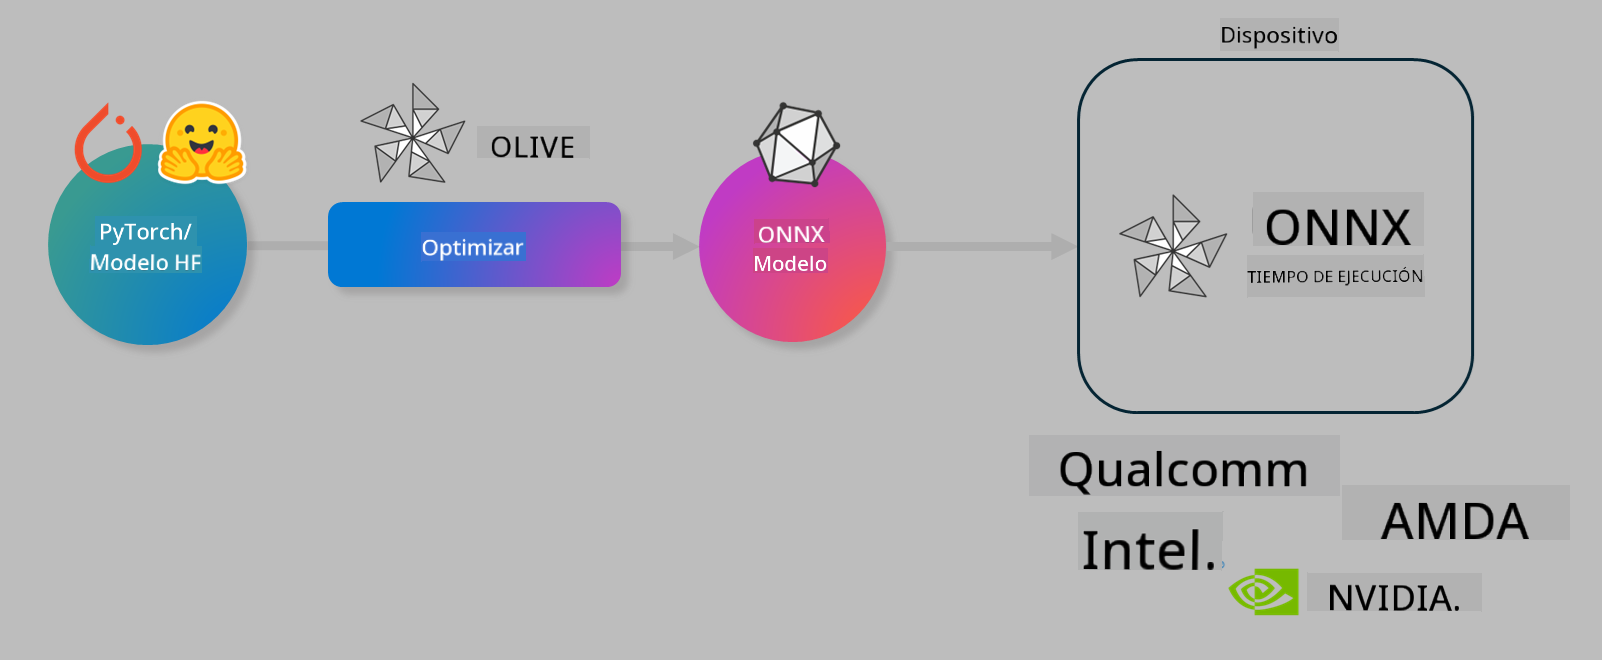 Dispositivo
OLIVE
PyTorch/
Modelo HF
Optimizar
ONNX
Modelo
ONNX
TIEMPO DE EJECUCIÓN
Qualcomm
AMDA
Intel.
NVIDIA.